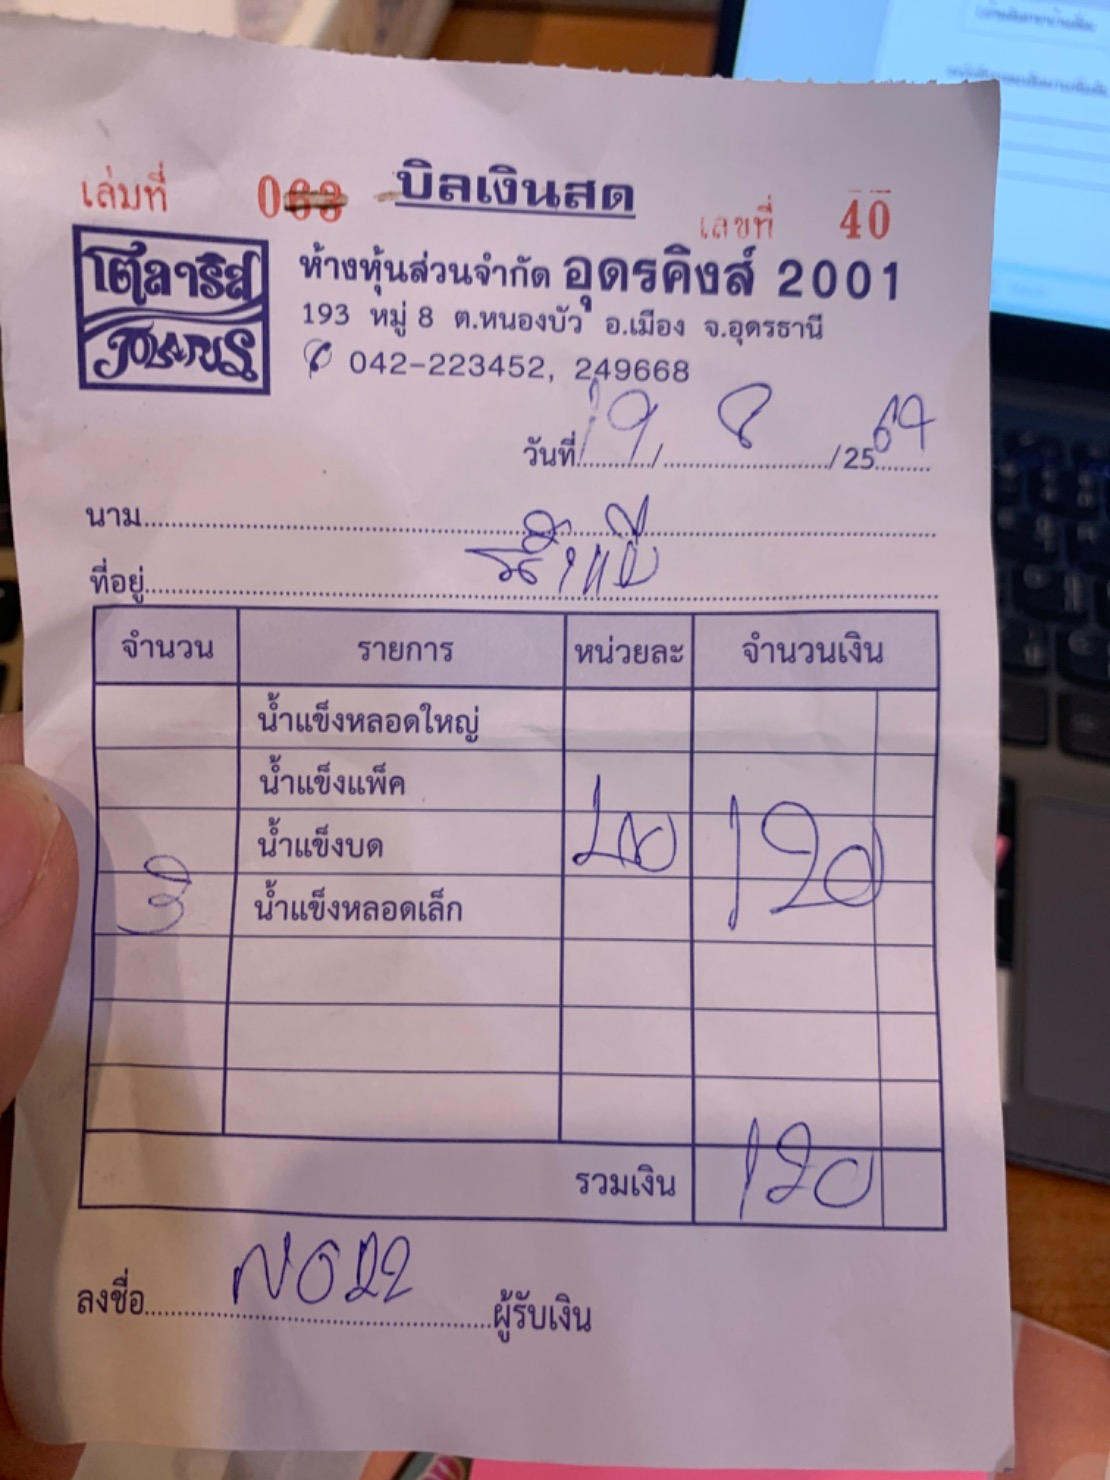 เล่มที่ บิลเงินสด
เลขที่ 40
โตลาริส
ห้างหุ้นส่วนจำกัด อุดรคิงส์ 2001
193 หมู่ 8 ต.หนองบัว อ.เมือง จ.อุดรธานี
042-223452, 249668
วันที่ 19 / 8 / 25 64
นาม
ที่อยู่
จำนวน รายการ หน่วยละ จำนวนเงิน
น้ำแข็งหลอดใหญ่
น้ำแข็งแพ็ค
น้ำแข็งบด 40 120
3 น้ำแข็งหลอดเล็ก
รวมเงิน 120
ลงชื่อ ผู้รับเงิน